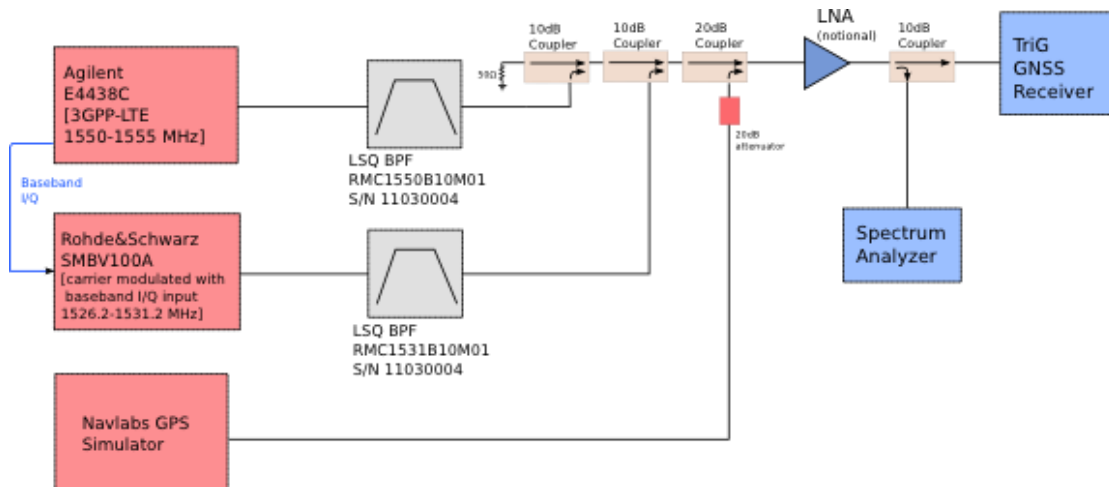 Agilent
E4438C
[3GPP-LTE
1550-1555 MHz]
Baseband
I/Q
LSQ BPF
RMC1550B10M01
S/N 11030004
50Ω
10dB
Coupler
10dB
Coupler
20dB
Coupler
20dB
attenuator
LNA
(notional)
10dB
Coupler
TriG
GNSS
Receiver
Rohde&Schwarz
SMBV100A
[carrier modulated with
baseband I/Q input
1526.2-1531.2 MHz]
LSQ BPF
RMC1531B10M01
S/N 11030004
Spectrum
Analyzer
Navlabs GPS
Simulator